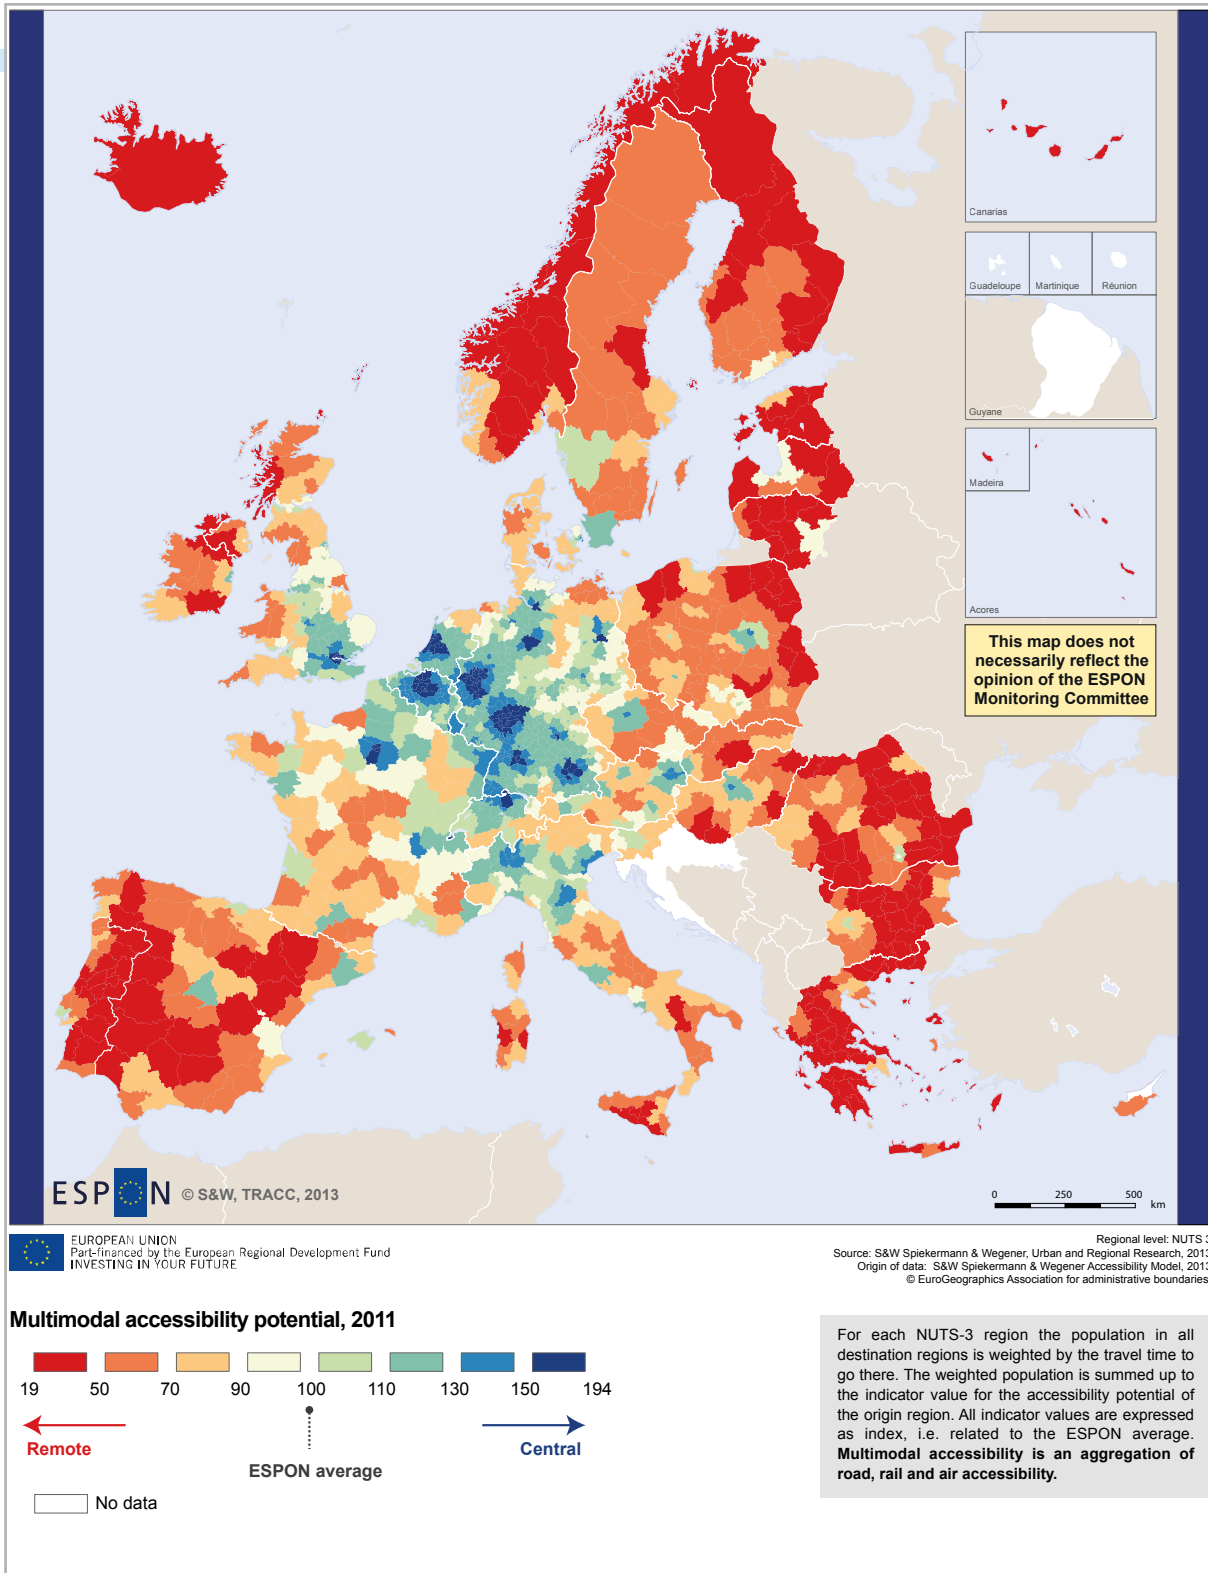 Canarias
Guadeloupe
Martinique
Réunion
Guyane
Madeira
Acores
This map does not
necessarily reflect the
opinion of the ESPON
Monitoring Committee
ESPON © S&W, TRACC, 2013
0 250 500
km
EUROPEAN UNION
Part-financed by the European Regional Development Fund
INVESTING IN YOUR FUTURE
Regional level: NUTS 3
Source: S&W Spiekermann & Wegener, Urban and Regional Research, 2013
Origin of data: S&W Spiekermann & Wegener Accessibility Model, 2013
© EuroGeographics Association for administrative boundaries
Multimodal accessibility potential, 2011
19 50 70 90 100 110 130 150 194
Remote
Central
ESPON average
No data
For each NUTS-3 region the population in all
destination regions is weighted by the travel time to
go there. The weighted population is summed up to
the indicator value for the accessibility potential of
the origin region. All indicator values are expressed
as index, i.e. related to the ESPON average.
Multimodal accessibility is an aggregation of
road, rail and air accessibility.